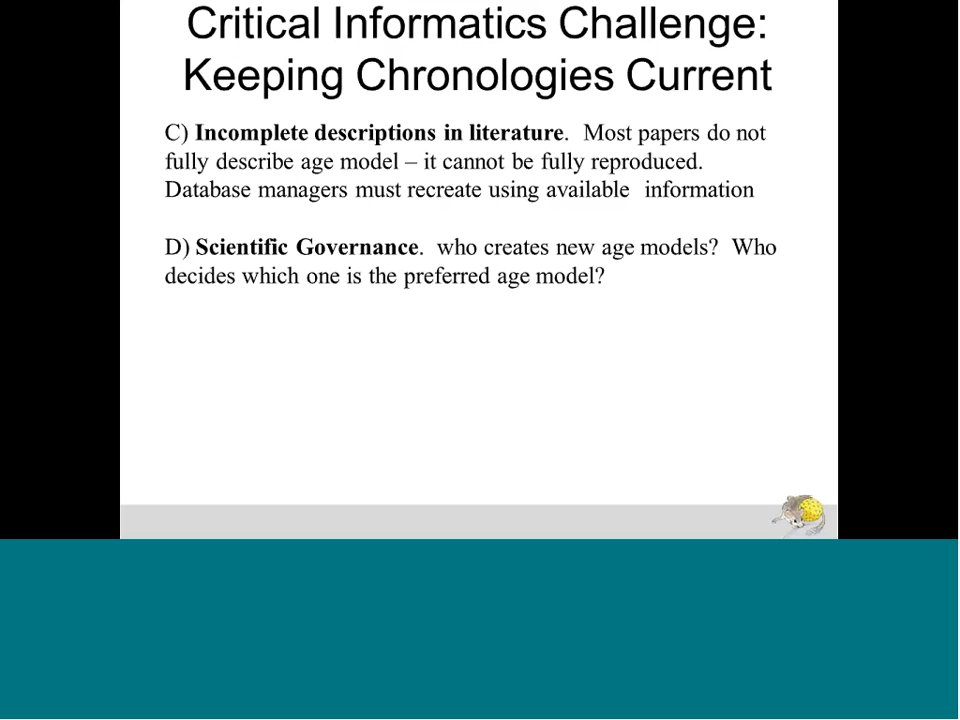 Critical Informatics Challenge:
Keeping Chronologies Current
C) Incomplete descriptions in literature.  Most papers do not
fully describe age model – it cannot be fully reproduced.
Database managers must recreate using available  information
D) Scientific Governance.  who creates new age models?  Who
decides which one is the preferred age model?